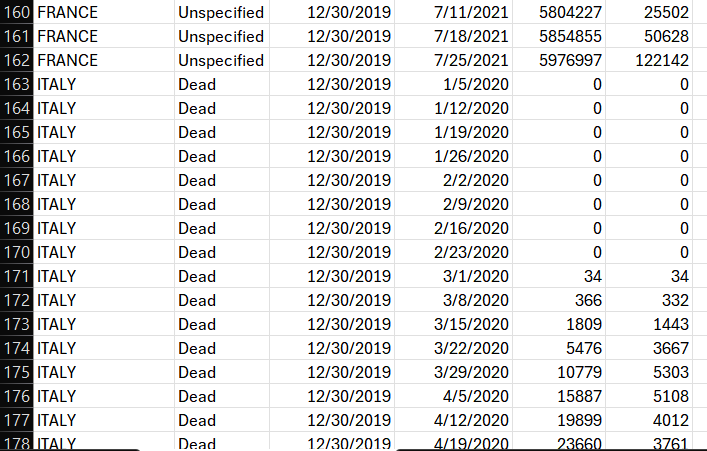 160 FRANCE Unspecified 12/30/2019 7/11/2021 5804227 25502
161 FRANCE Unspecified 12/30/2019 7/18/2021 5854855 50628
162 FRANCE Unspecified 12/30/2019 7/25/2021 5976997 122142
163 ITALY Dead 12/30/2019 1/5/2020 0 0
164 ITALY Dead 12/30/2019 1/12/2020 0 0
165 ITALY Dead 12/30/2019 1/19/2020 0 0
166 ITALY Dead 12/30/2019 1/26/2020 0 0
167 ITALY Dead 12/30/2019 2/2/2020 0 0
168 ITALY Dead 12/30/2019 2/9/2020 0 0
169 ITALY Dead 12/30/2019 2/16/2020 0 0
170 ITALY Dead 12/30/2019 2/23/2020 0 0
171 ITALY Dead 12/30/2019 3/1/2020 34 34
172 ITALY Dead 12/30/2019 3/8/2020 366 332
173 ITALY Dead 12/30/2019 3/15/2020 1809 1443
174 ITALY Dead 12/30/2019 3/22/2020 5476 3667
175 ITALY Dead 12/30/2019 3/29/2020 10779 5303
176 ITALY Dead 12/30/2019 4/5/2020 15887 5108
177 ITALY Dead 12/30/2019 4/12/2020 19899 4012
178 ITALY Dead 12/30/2019 4/19/2020 23660 3761